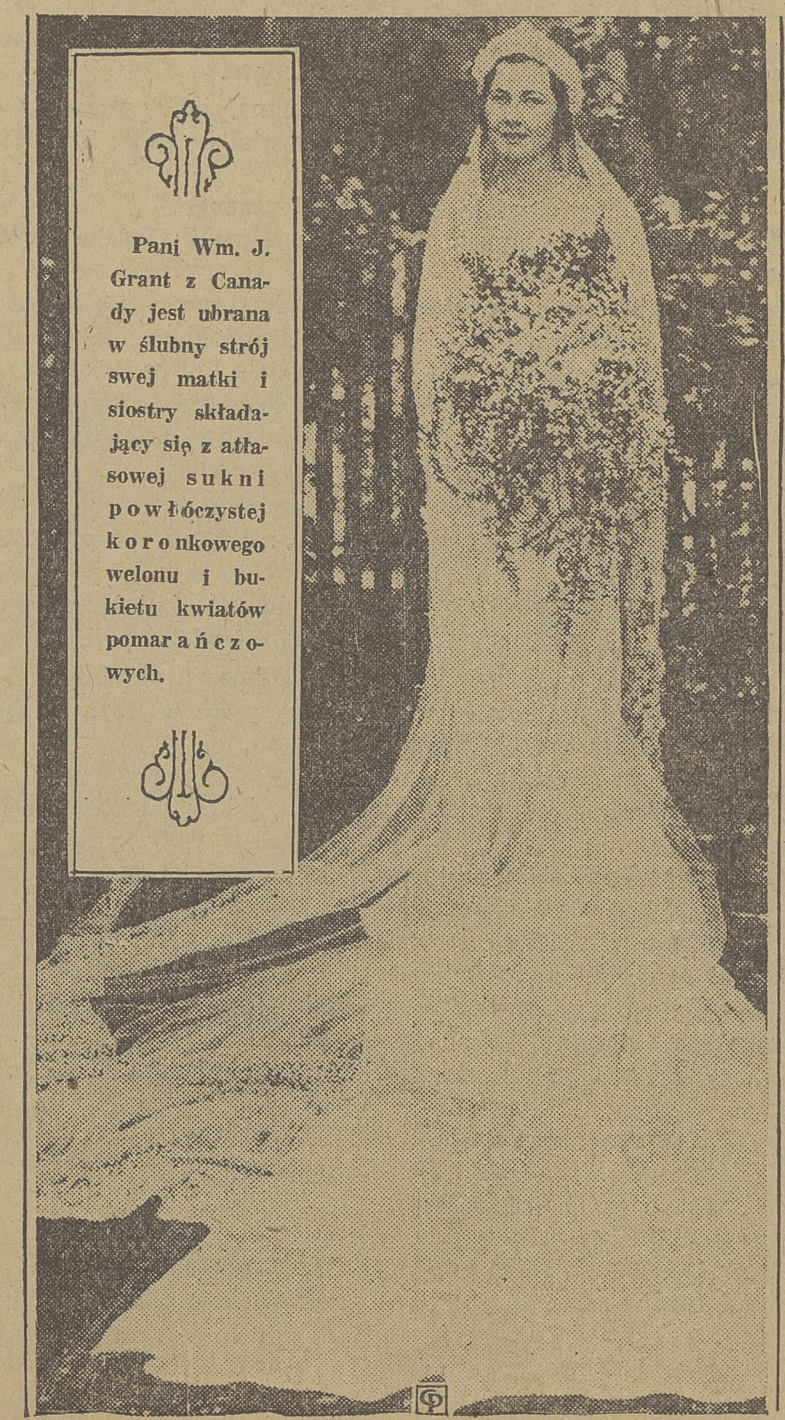 Pani Wm. J.
Grant z Cana-
dy jest ubrana
w ślubny strój
swej matki i
siostry składa-
jący się z atła-
sowej sukni
powłóczystej
koronkowego
welonu i bu-
kietu kwiatów
pomarańczo-
wych.